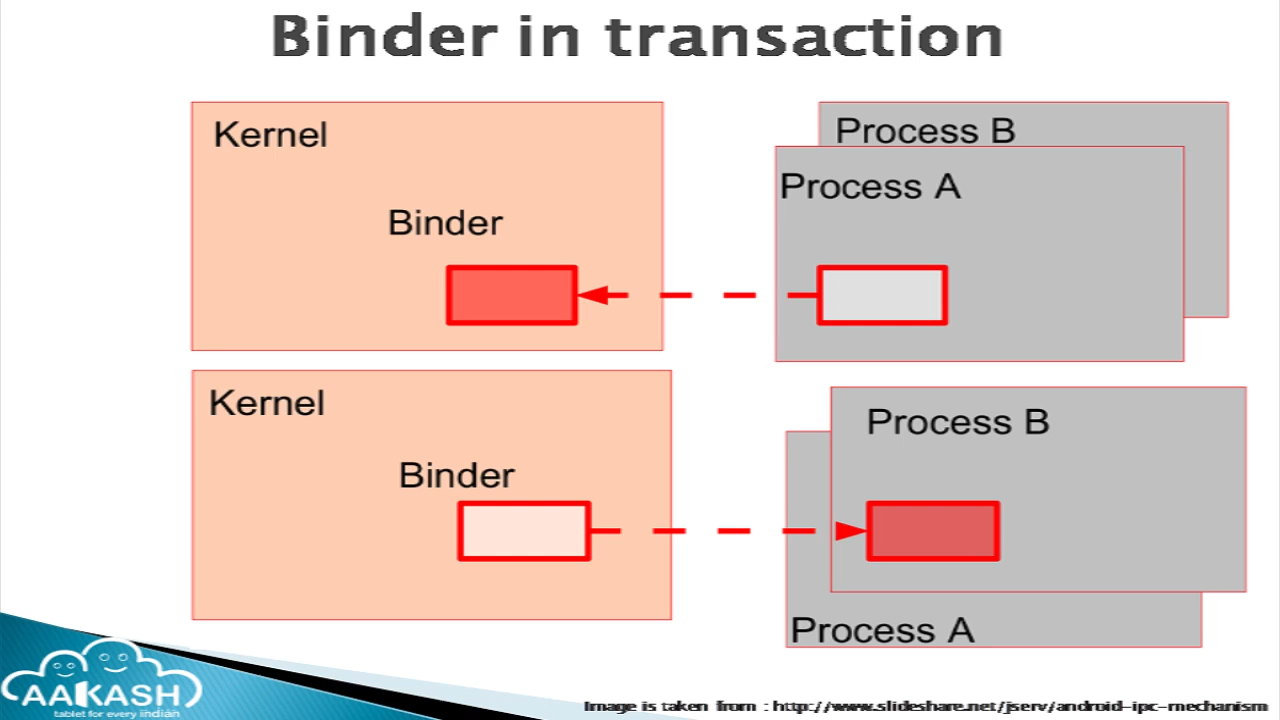 Binder in transaction
Kernel
Binder
Process B
Process A
Kernel
Binder
Process B
Process A
AAKASH
tablet for every indian
Image is taken from : http://www.slideshare.net/jserv/android-ipc-mechanism